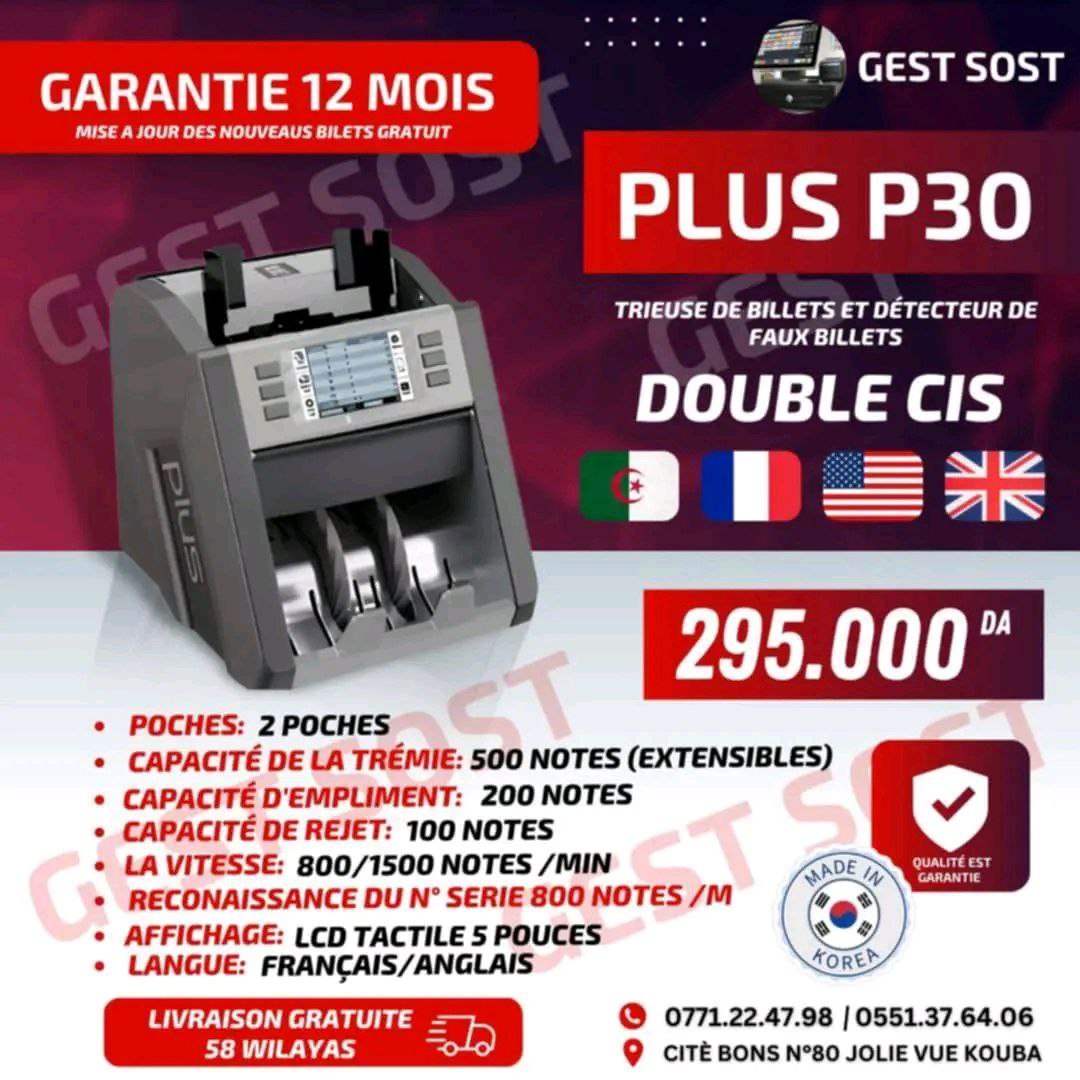 GARANTIE 12 MOIS
MISE A JOUR DES NOUVEAUS BILETS GRATUIT
GEST SOST
PLUS P30
TRIEUSE DE BILLETS ET DÉTECTEUR DE
FAUX BILLETS
DOUBLE CIS
plus
295.000 DA
• POCHES: 2 POCHES
• CAPACITÉ DE LA TRÉMIE: 500 NOTES (EXTENSIBLES)
• CAPACITÉ D'EMPLIMENT: 200 NOTES
• CAPACITÉ DE REJET: 100 NOTES
• LA VITESSE: 800/1500 NOTES /MIN
• RECONAISSANCE DU N° SERIE 800 NOTES /M
• AFFICHAGE: LCD TACTILE 5 POUCES
• LANGUE: FRANÇAIS/ANGLAIS
QUALITÉ EST
GARANTIE
MADE IN
KOREA
LIVRAISON GRATUITE
58 WILAYAS
0771.22.47.98 | 0551.37.64.06
CITÈ BONS N°80 JOLIE VUE KOUBA
GEST SOST
GEST SOST
GEST SOST
GEST SOST